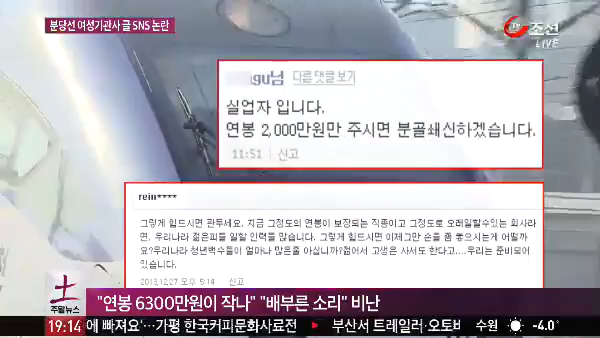 분당선 여성기관사 글 SNS 논란
TV조선
LIVE
gu님 다른 댓글 보기
실업자 입니다.
연봉 2,000만원만 주시면 분골쇄신하겠습니다.
11:51 | 신고
rein****
그렇게 힘드시면 관두세요. 지금 그정도의 연봉이 보장되는 직종이고 그정도로 오래일할수있는 회사라
면. 우리나라 젊은피들 일할 인력들 많습니다. 그렇게 힘드시면 이제그만 손을 좀 놓으시는게 어떨까
요?우리나라 청년백수들이 얼마나 많은줄 아십니까?젊어서 고생은 사서도 한다고....우리는 준비되어
있습니다.
2013.12.27 오후 5:14 | 신고
土
주말뉴스
"연봉 6300만원이 작나" "배부른 소리" 비난
19:14 에 빠져요'…가평 한국커피문화사료전 부산서 트레일러·오토바 수원 -4.0˚